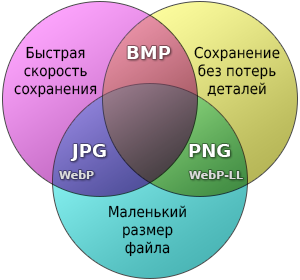 Быстрая
скорость
сохранения
BMP
Сохранение
без потерь
деталей
JPG
WebP
PNG
WebP-LL
Маленький
размер
файла